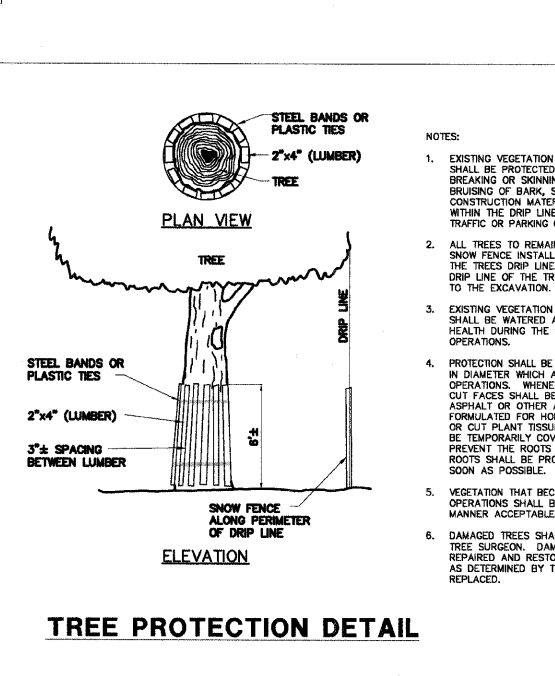 STEEL BANDS OR
PLASTIC TIES
2"x4" (LUMBER)
TREE
PLAN VIEW
TREE
DRIP LINE
STEEL BANDS OR
PLASTIC TIES
2"x4" (LUMBER)
3"± SPACING
BETWEEN LUMBER
6'±
SNOW FENCE
ALONG PERIMETER
OF DRIP LINE
ELEVATION
TREE PROTECTION DETAIL
NOTES:
1. EXISTING VEGETATION
SHALL BE PROTECTED
BREAKING OR SKINNIN
BRUISING OF BARK, S
CONSTRUCTION MATER
WITHIN THE DRIP LINE
TRAFFIC OR PARKING
2. ALL TREES TO REMAI
SNOW FENCE INSTALL
THE TREES DRIP LINE
DRIP LINE OF THE TR
TO THE EXCAVATION.
3. EXISTING VEGETATION
SHALL BE WATERED A
HEALTH DURING THE
OPERATIONS.
4. PROTECTION SHALL BE
IN DIAMETER WHICH A
OPERATIONS. WHENE
CUT FACES SHALL BE
ASPHALT OR OTHER A
FORMULATED FOR HO
OR CUT PLANT TISSU
BE TEMPORARILY COV
PREVENT THE ROOTS
ROOTS SHALL BE PRO
SOON AS POSSIBLE.
5. VEGETATION THAT BEC
OPERATIONS SHALL B
MANNER ACCEPTABLE
6. DAMAGED TREES SHA
TREE SURGEON. DAM
REPAIRED AND RESTO
AS DETERMINED BY T
REPLACED.